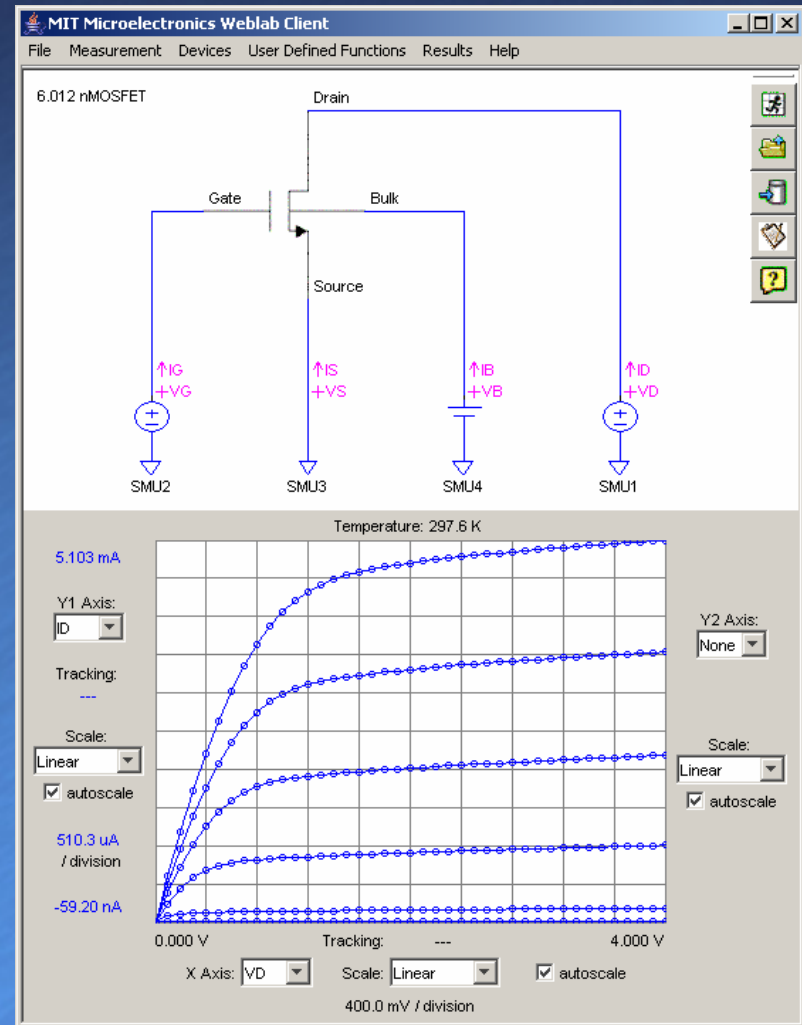 MIT Microelectronics Weblab Client
File Measurement Devices User Defined Functions Results Help
6.012 nMOSFET
Drain
Gate
Bulk
Source
↑IG
+VG
↑IS
+VS
↑IB
+VB
↑ID
+VD
SMU2
SMU3
SMU4
SMU1
Temperature: 297.6 K
5.103 mA
Y1 Axis:
ID
Tracking:
---
Scale:
Linear
autoscale
510.3 uA
/ division
-59.20 nA
Y2 Axis:
None
Scale:
Linear
autoscale
0.000 V
Tracking: ---
4.000 V
X Axis: VD Scale: Linear autoscale
400.0 mV / division